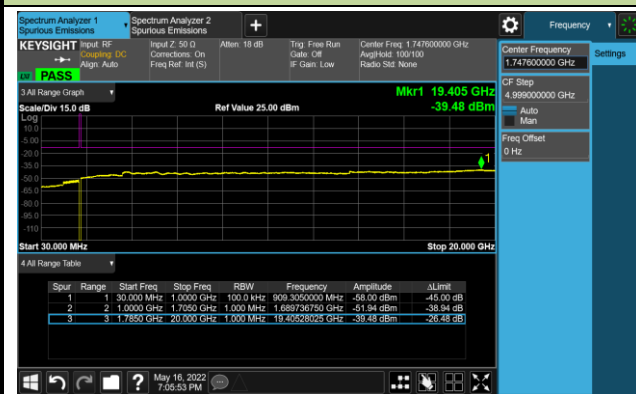 Spectrum Analyzer 1
Spurious Emissions
Spectrum Analyzer 2
Spurious Emissions
Frequency
KEYSIGHT
Input: RF
Coupling: DC
Align: Auto
Input Z: 50 Ω
Corrections: On
Freq Ref: Int (S)
Atten: 18 dB
Trig: Free Run
Gate: Off
IF Gain: Low
Center Freq: 1.747600000 GHz
Avg|Hold: 100/100
Radio Std: None
PASS
Center Frequency
1.747600000 GHz
Settings
CF Step
4.999000000 GHz
Auto
Man
Freq Offset
0 Hz
3 All Range Graph
Mkr1 19.405 GHz
Scale/Div 15.0 dB
Ref Value 25.00 dBm
-39.48 dBm
Log
10.0
-5.00
-20.0
-35.0
-50.0
-65.0
-80.0
-95.0
-110
1
Start 30.000 MHz
Stop 20.000 GHz
4 All Range Table
Spur Range Start Freq Stop Freq RBW Frequency Amplitude ΔLimit
1 1 30.000 MHz 1.0000 GHz 100.0 kHz 909.3050000 MHz -58.00 dBm -45.00 dB
2 2 1.0000 GHz 1.7050 GHz 1.000 MHz 1.689736750 GHz -51.94 dBm -38.94 dB
3 3 1.7850 GHz 20.000 GHz 1.000 MHz 19.40528025 GHz -39.48 dBm -26.48 dB
May 16, 2022
7:05:53 PM